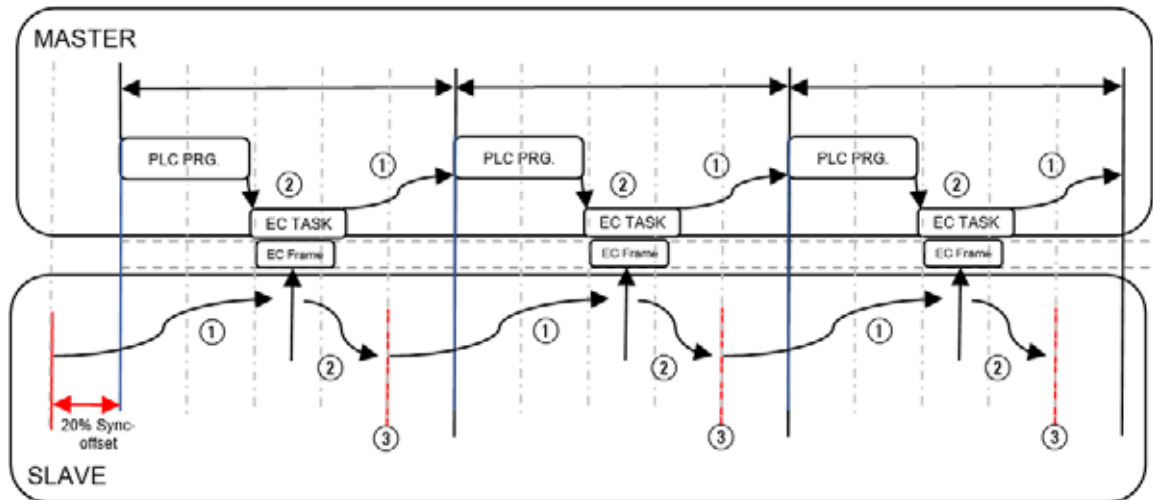 MASTER
PLC PRG.
①
PLC PRG.
①
PLC PRG.
①
②
②
②
EC TASK
EC TASK
EC TASK
EC Frame
EC Frame
EC Frame
①
①
①
②
②
②
20% Sync-
offset
③
③
③
SLAVE